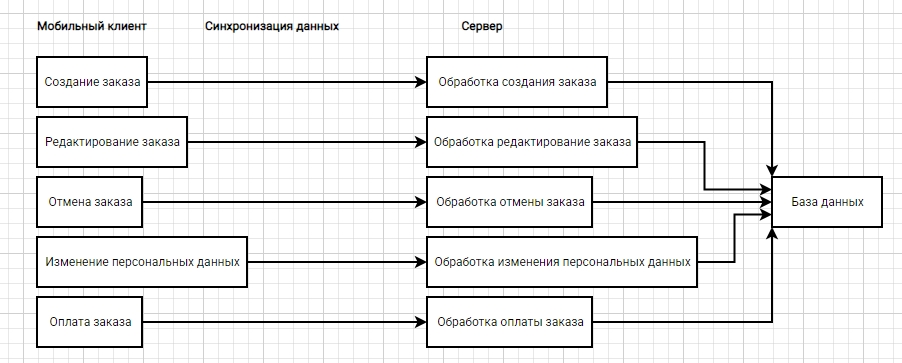 Мобильный клиент
Синхронизация данных
Сервер
Создание заказа
Обработка создания заказа
Редактирование заказа
Обработка редактирование заказа
Отмена заказа
Обработка отмены заказа
База данных
Изменение персональных данных
Обработка изменения персональных данных
Оплата заказа
Обработка оплаты заказа